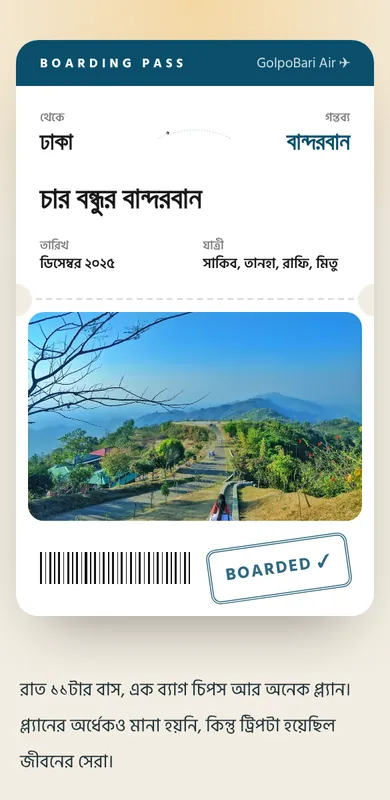 BOARDING PASS GolpoBari Air ✈
থেকে গন্তব্য
ঢাকা বান্দরবান
চার বন্ধুর বান্দরবান
তারিখ যাত্রী
ডিসেম্বর ২০২৫ সাকিব, তানহা, রাফি, মিতু
BOARDED ✓
রাত ১১টার বাস, এক ব্যাগ চিপস আর অনেক প্ল্যান।
প্ল্যানের অর্ধেকও মানা হয়নি, কিন্তু ট্রিপটা হয়েছিল
জীবনের সেরা।